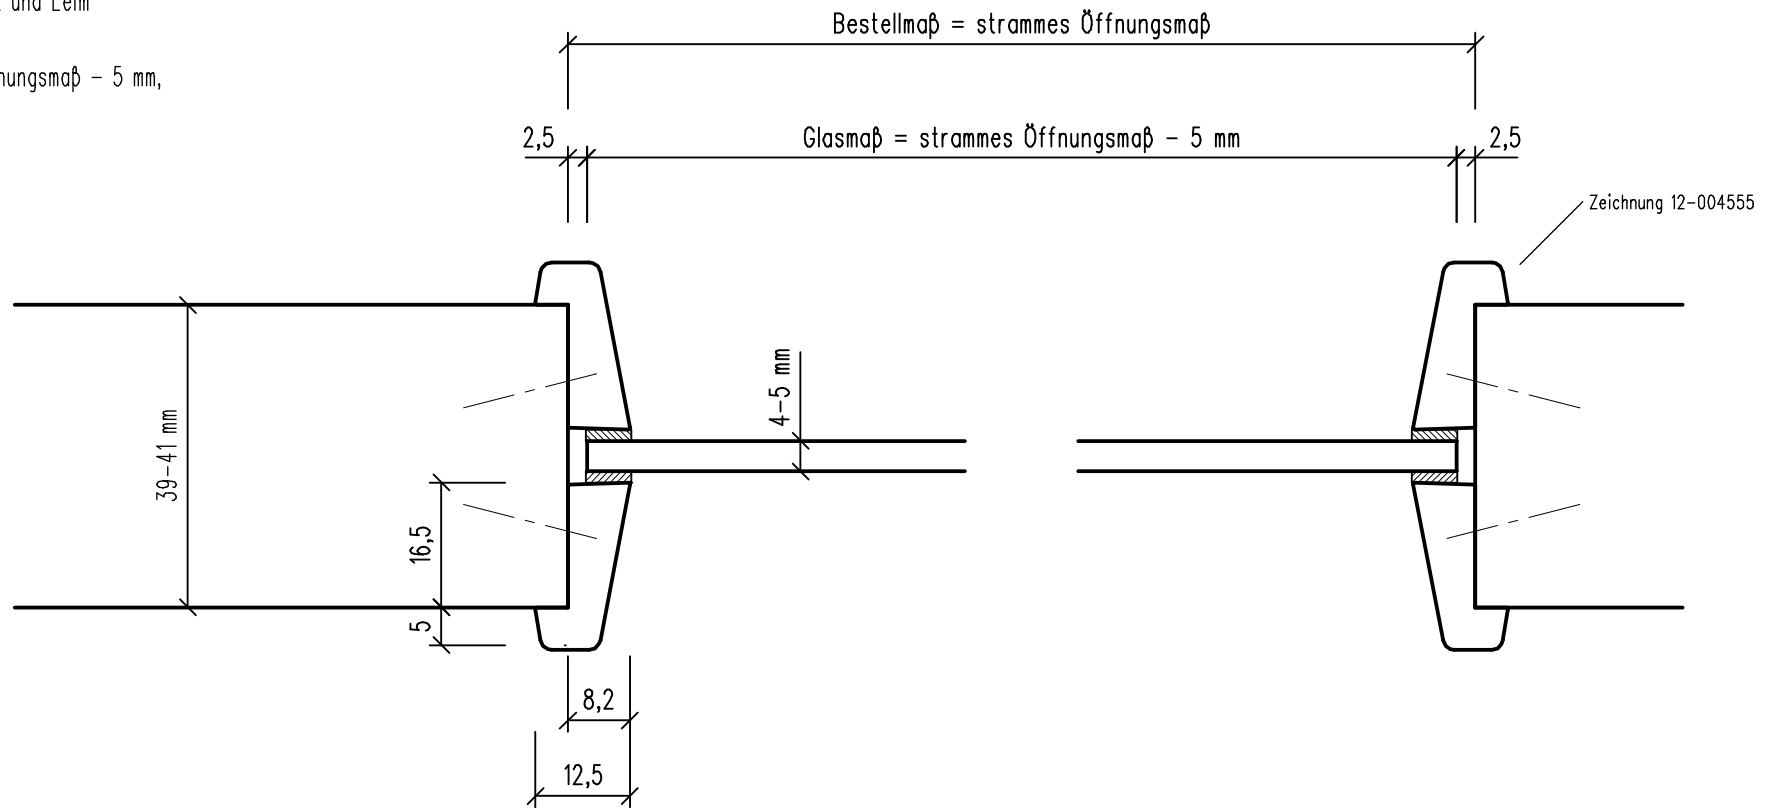 und Leim
Bestellmaß = strammes Öffnungsmaß
nungsmaß - 5 mm,
2,5
Glasmaß = strammes Öffnungsmaß - 5 mm
2,5
Zeichnung 12-004555
4-5 mm
39-41 mm
16,5
5
8,2
12,5